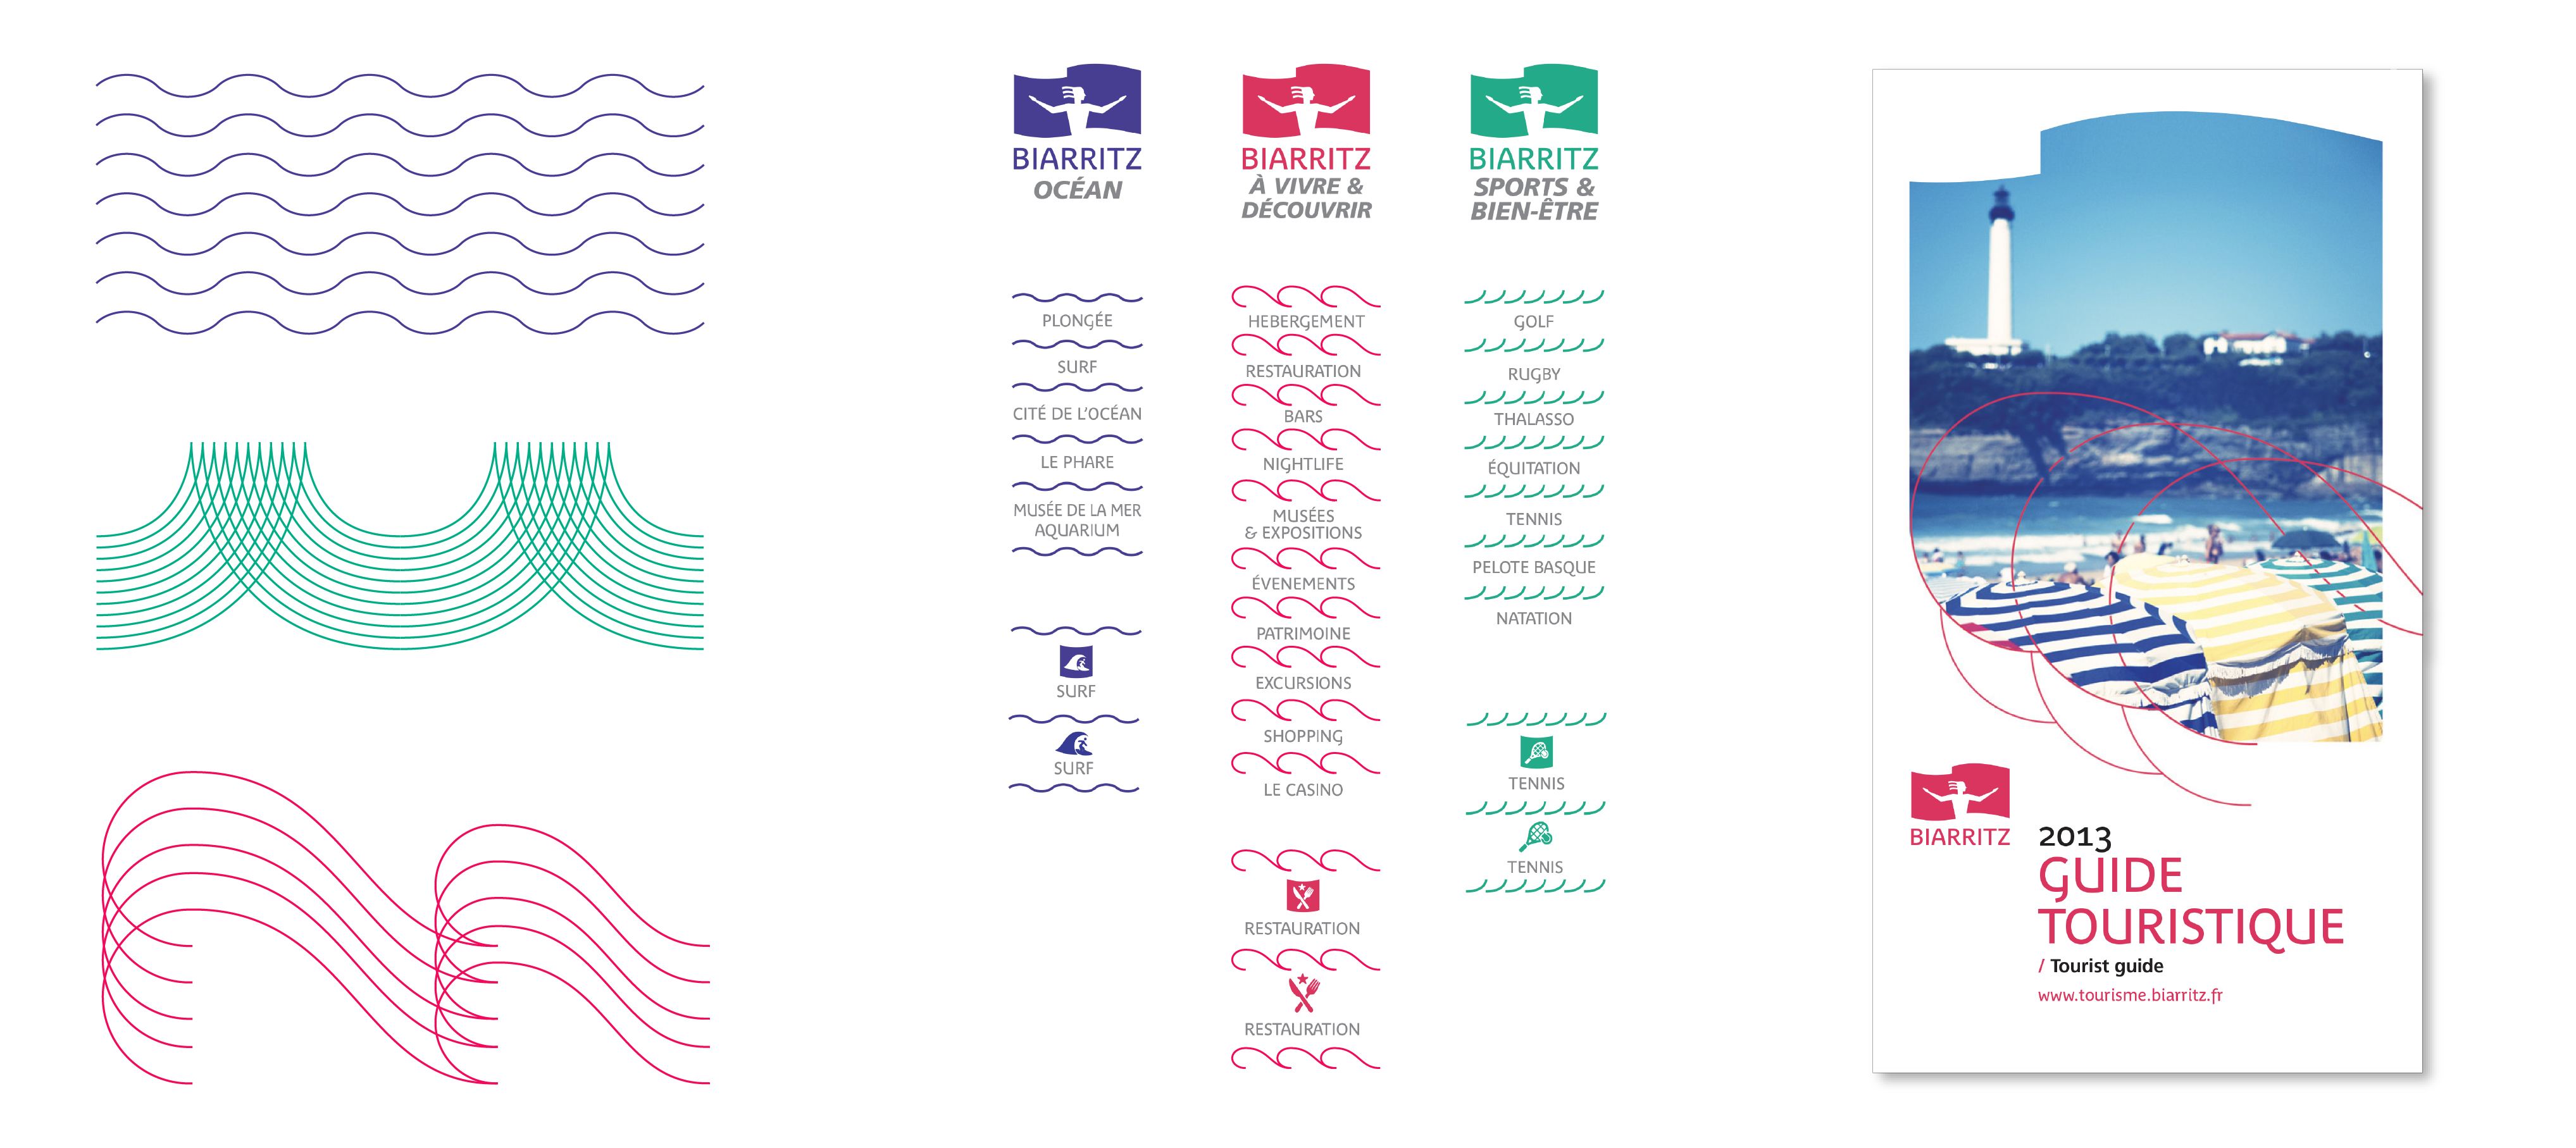 BIARRITZ
OCÉAN
PLONGÉE
SURF
CITÉ DE L'OCÉAN
LE PHARE
MUSÉE DE LA MER
AQUARIUM
SURF
SURF
BIARRITZ
À VIVRE &
DÉCOUVRIR
HEBERGEMENT
RESTAURATION
BARS
NIGHTLIFE
MUSÉES
& EXPOSITIONS
ÉVENEMENTS
PATRIMOINE
EXCURSIONS
SHOPPING
LE CASINO
RESTAURATION
RESTAURATION
BIARRITZ
SPORTS &
BIEN-ÊTRE
GOLF
RUGBY
THALASSO
ÉQUITATION
TENNIS
PELOTE BASQUE
NATATION
TENNIS
TENNIS
BIARRITZ
2013
GUIDE
TOURISTIQUE
/ Tourist guide
www.tourisme.biarritz.fr